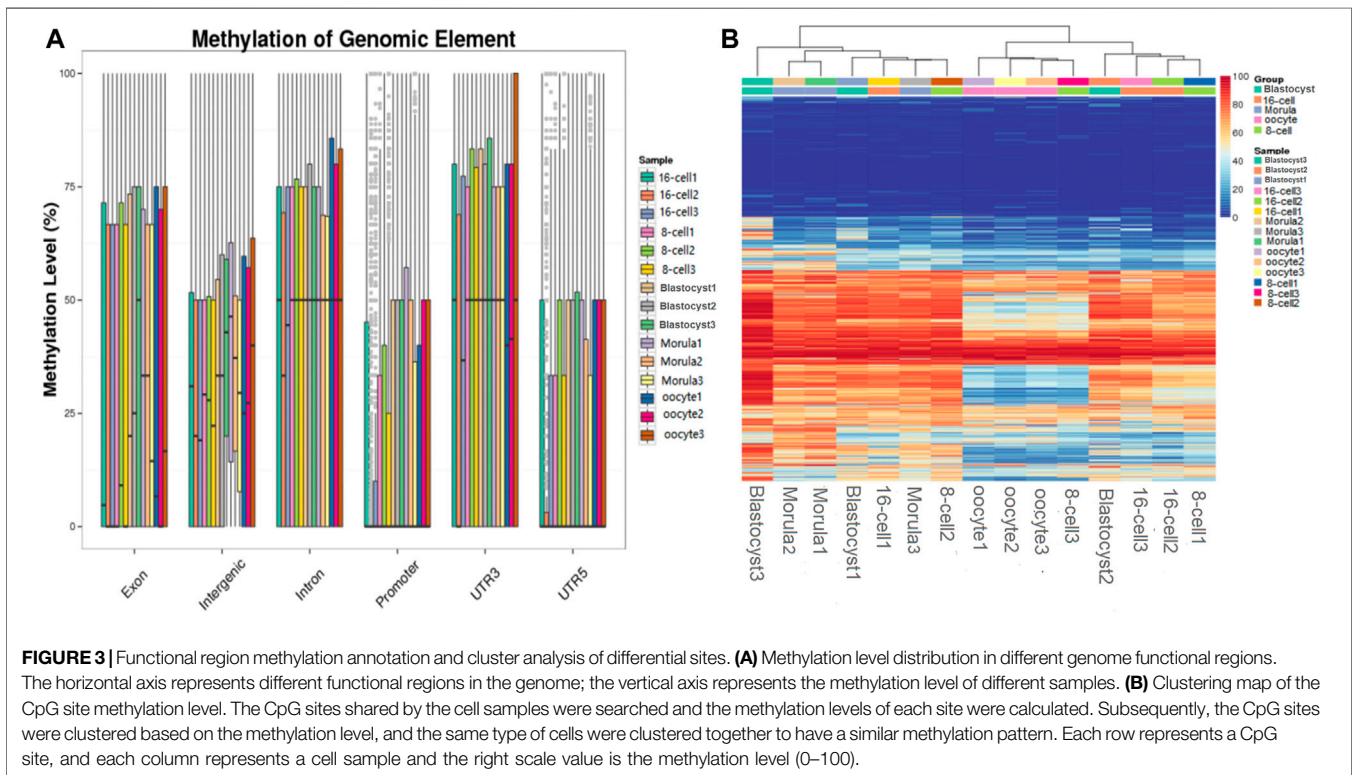 A
Methylation of Genomic Element
Methylation Level (%)
100
75
50
25
0
Exon
Intergenic
Intron
Promoter
UTR3
UTR5
Sample
16-cell1
16-cell2
16-cell3
8-cell1
8-cell2
8-cell3
Blastocyst1
Blastocyst2
Blastocyst3
Morula1
Morula2
Morula3
oocyte1
oocyte2
oocyte3
B
100
80
60
40
20
0
Group
Blastocyst
16-cell
Morula
oocyte
8-cell
Sample
Blastocyst3
Blastocyst2
Blastocyst1
16-cell3
16-cell2
16-cell1
Morula2
Morula3
Morula1
oocyte1
oocyte2
oocyte3
8-cell1
8-cell3
8-cell2
Blastocyst3
Morula2
Morula1
Blastocyst1
16-cell1
Morula3
8-cell2
oocyte1
oocyte2
oocyte3
8-cell3
Blastocyst2
16-cell3
16-cell2
8-cell1
FIGURE 3 | Functional region methylation annotation and cluster analysis of differential sites. (A) Methylation level distribution in different genome functional regions.
The horizontal axis represents different functional regions in the genome; the vertical axis represents the methylation level of different samples. (B) Clustering map of the
CpG site methylation level. The CpG sites shared by the cell samples were searched and the methylation levels of each site were calculated. Subsequently, the CpG sites
were clustered based on the methylation level, and the same type of cells were clustered together to have a similar methylation pattern. Each row represents a CpG
site, and each column represents a cell sample and the right scale value is the methylation level (0–100).